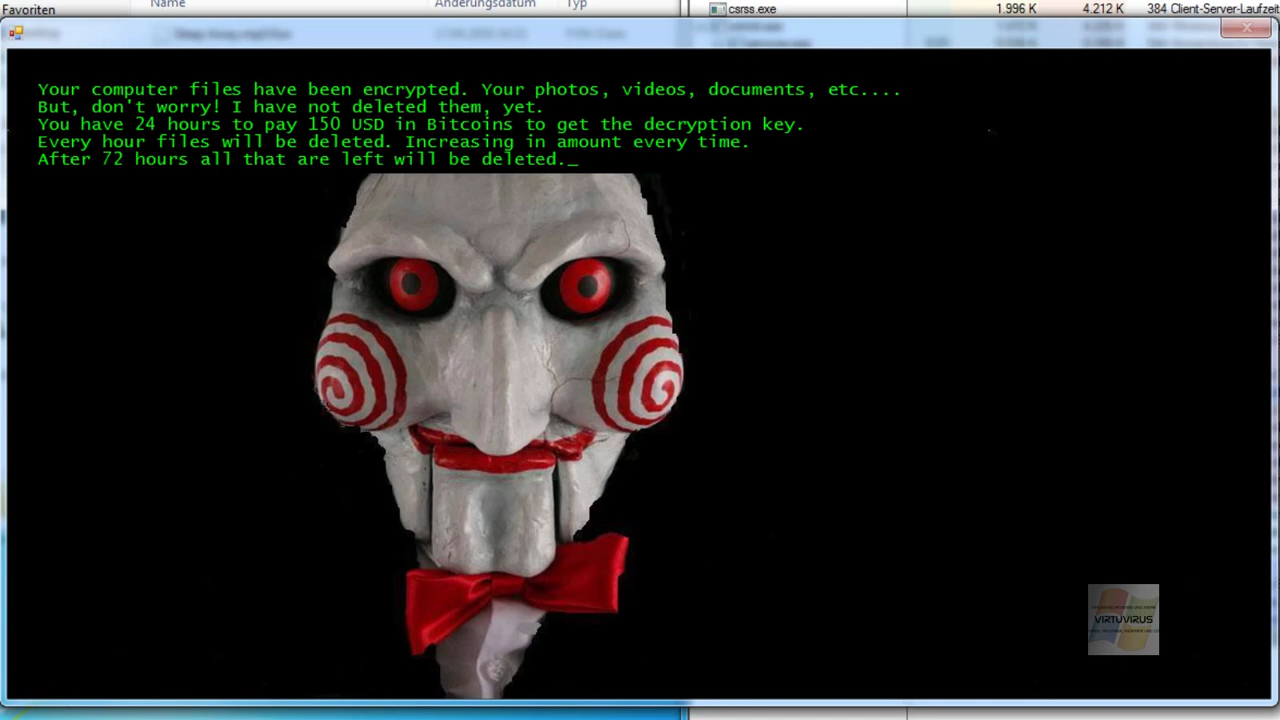 Favoriten Name Änderungsdatum Typ csrss.exe 1.996 K 4.212 K 384 Client-Server-Laufzeit
Your computer files have been encrypted. Your photos, videos, documents, etc....
But, don't worry! I have not deleted them, yet.
You have 24 hours to pay 150 USD in Bitcoins to get the decryption key.
Every hour files will be deleted. Increasing in amount every time.
After 72 hours all that are left will be deleted._
VIRTUVIRUS